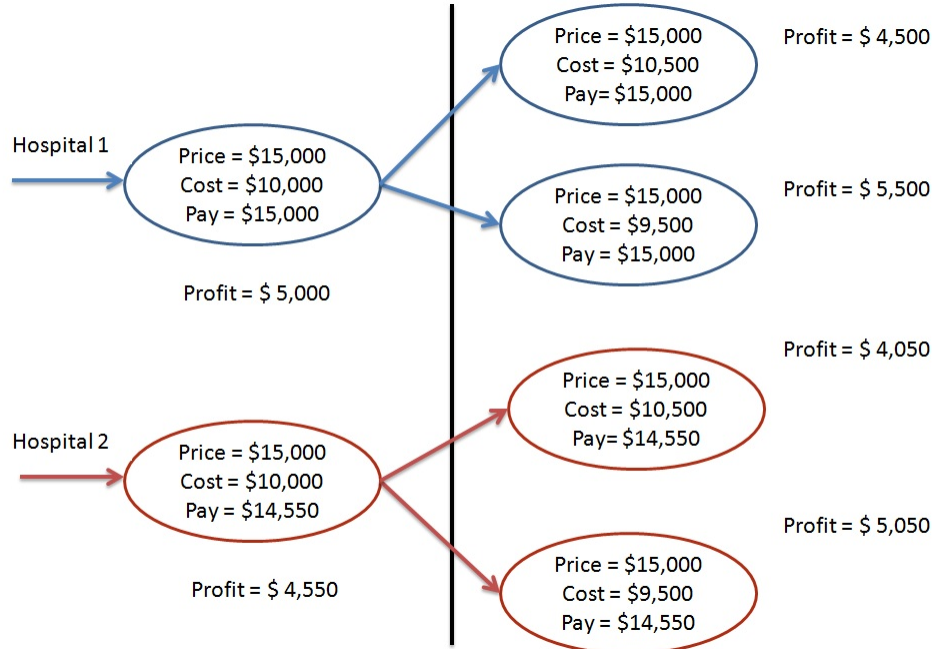 Hospital 1
Price = $15,000
Cost = $10,000
Pay = $15,000
Profit = $ 5,000
Price = $15,000
Cost = $10,500
Pay= $15,000
Profit = $ 4,500
Price = $15,000
Cost = $9,500
Pay = $15,000
Profit = $ 5,500
Hospital 2
Price = $15,000
Cost = $10,000
Pay = $14,550
Profit = $ 4,550
Price = $15,000
Cost = $10,500
Pay= $14,550
Profit = $ 4,050
Price = $15,000
Cost = $9,500
Pay = $14,550
Profit = $ 5,050